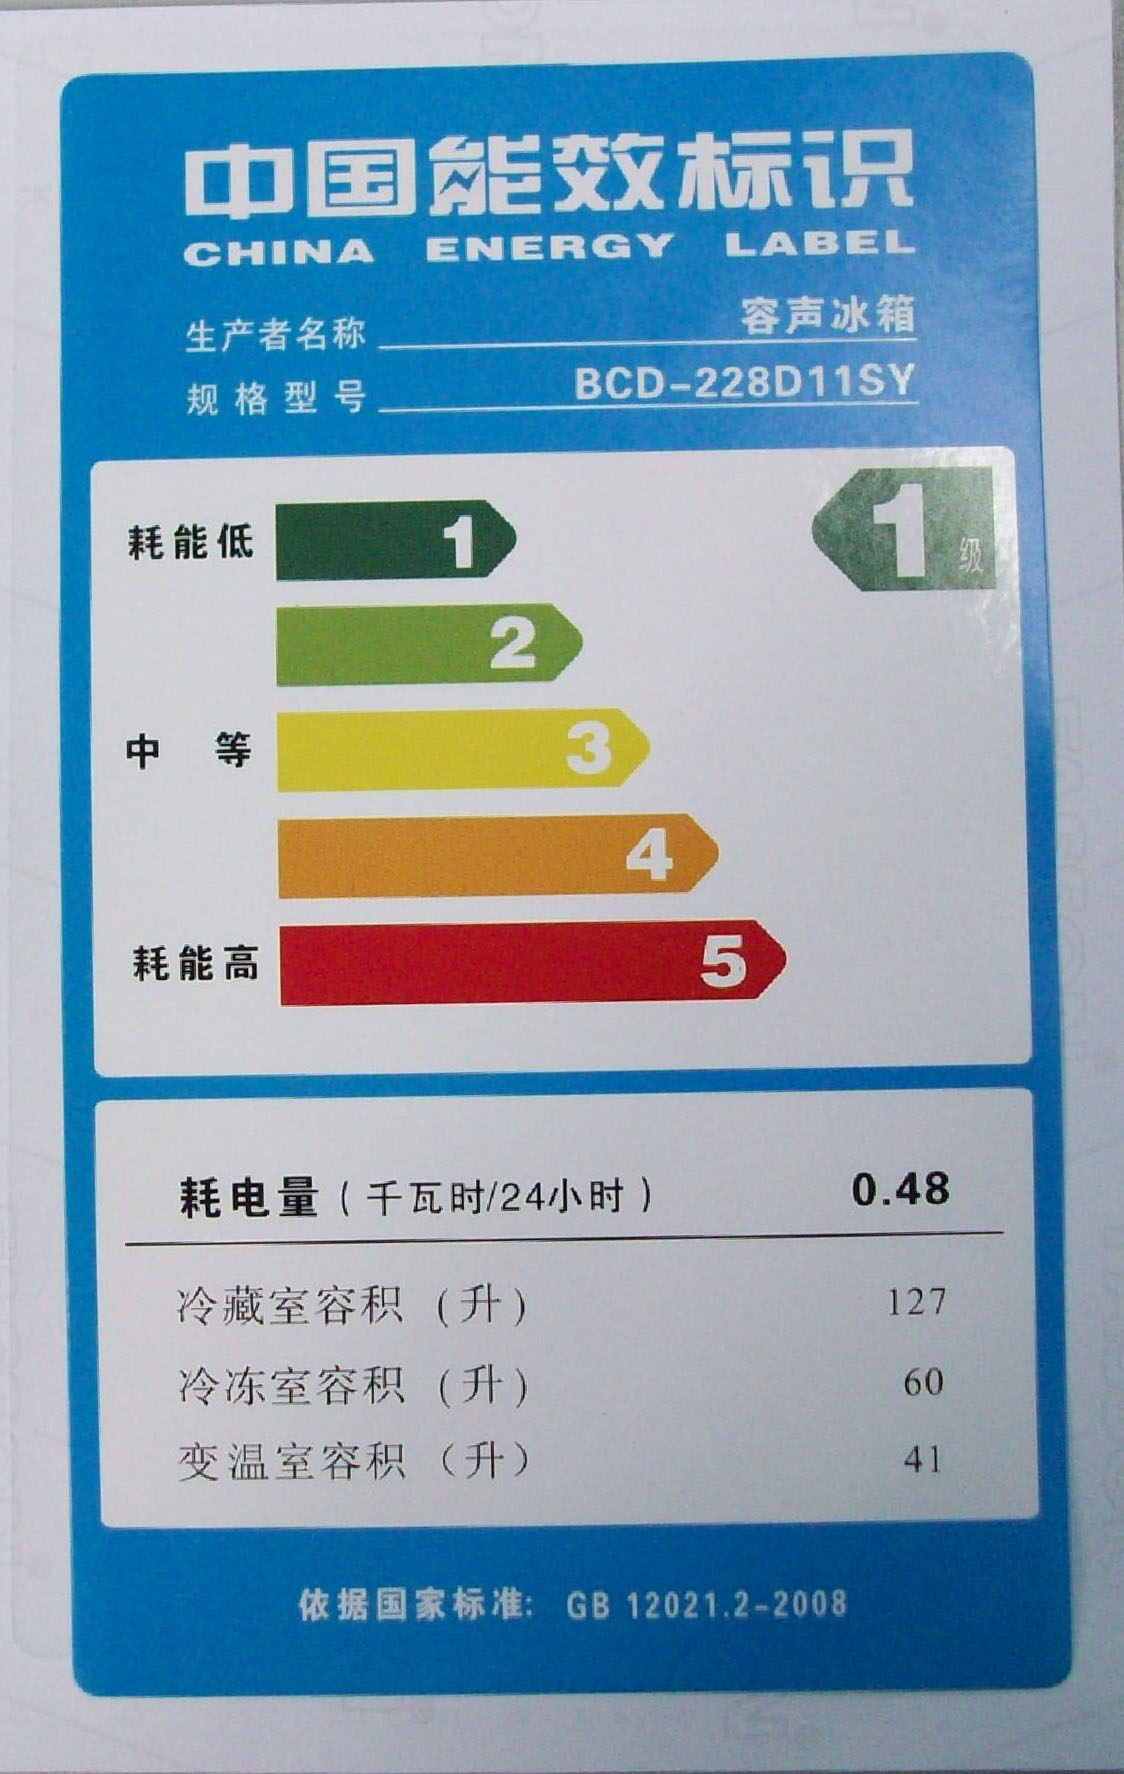 中国能效标识
CHINA ENERGY LABEL
生产者名称 容声冰箱
规格型号 BCD-228D11SY
耗能低 1 1级
2
中等 3
4
耗能高 5
耗电量(千瓦时/24小时) 0.48
冷藏室容积 (升) 127
冷冻室容积 (升) 60
变温室容积 (升) 41
依据国家标准: GB 12021.2-2008